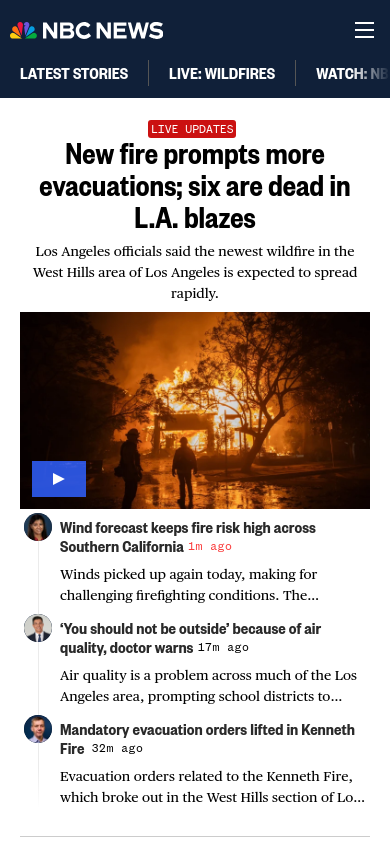 NBC NEWS
LATEST STORIES
LIVE: WILDFIRES
WATCH: NB
LIVE UPDATES
New fire prompts more
evacuations; six are dead in
L.A. blazes
Los Angeles officials said the newest wildfire in the
West Hills area of Los Angeles is expected to spread
rapidly.
Wind forecast keeps fire risk high across
Southern California 1m ago
Winds picked up again today, making for
challenging firefighting conditions. The...
‘You should not be outside’ because of air
quality, doctor warns 17m ago
Air quality is a problem across much of the Los
Angeles area, prompting school districts to...
Mandatory evacuation orders lifted in Kenneth
Fire 32m ago
Evacuation orders related to the Kenneth Fire,
which broke out in the West Hills section of Lo...